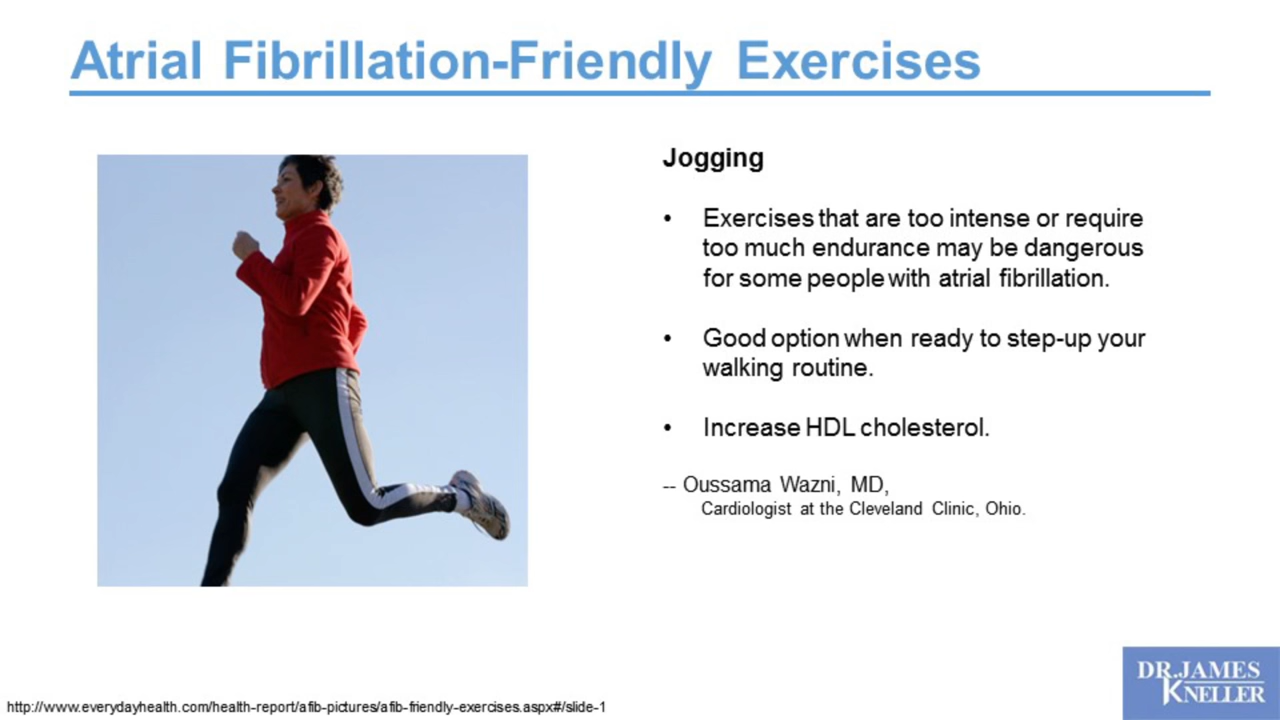 Atrial Fibrillation-Friendly Exercises
Jogging
• Exercises that are too intense or require
too much endurance may be dangerous
for some people with atrial fibrillation.
• Good option when ready to step-up your
walking routine.
• Increase HDL cholesterol.
-- Oussama Wazni, MD,
Cardiologist at the Cleveland Clinic, Ohio.
DR.JAMES
KNELLER
http://www.everydayhealth.com/health-report/afib-pictures/afib-friendly-exercises.aspx#/slide-1